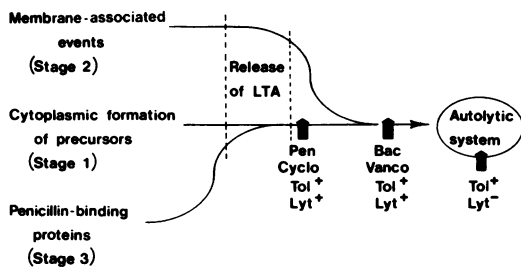 Membrane-associated
events
(Stage 2)
Release
of LTA
Cytoplasmic formation
of precursors
(Stage 1)
Autolytic
system
Pen
Cyclo
Tol +
Lyt +
Bac
Vanco
Tol +
Lyt +
Tol+
Lyt−
Penicillin-binding
proteins
(Stage 3)